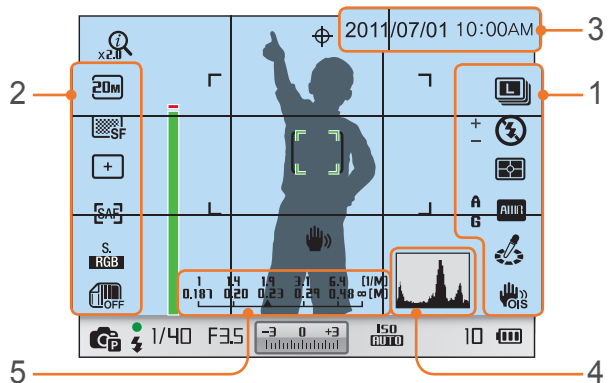 3
2011/07/01 10:00AM
x2.0
2
1
20M
L
SF
+
+
−
SAF
A
G
AWB
S.
RGB
OFF
OIS
1 1.4 1.9 3.1 6.4 [1/M]
0.187 0.20 0.23 0.29 0.48 ∞ [M]
P
1/40 F3.5
-3 0 +3
ISO
AUTO
10
5
4